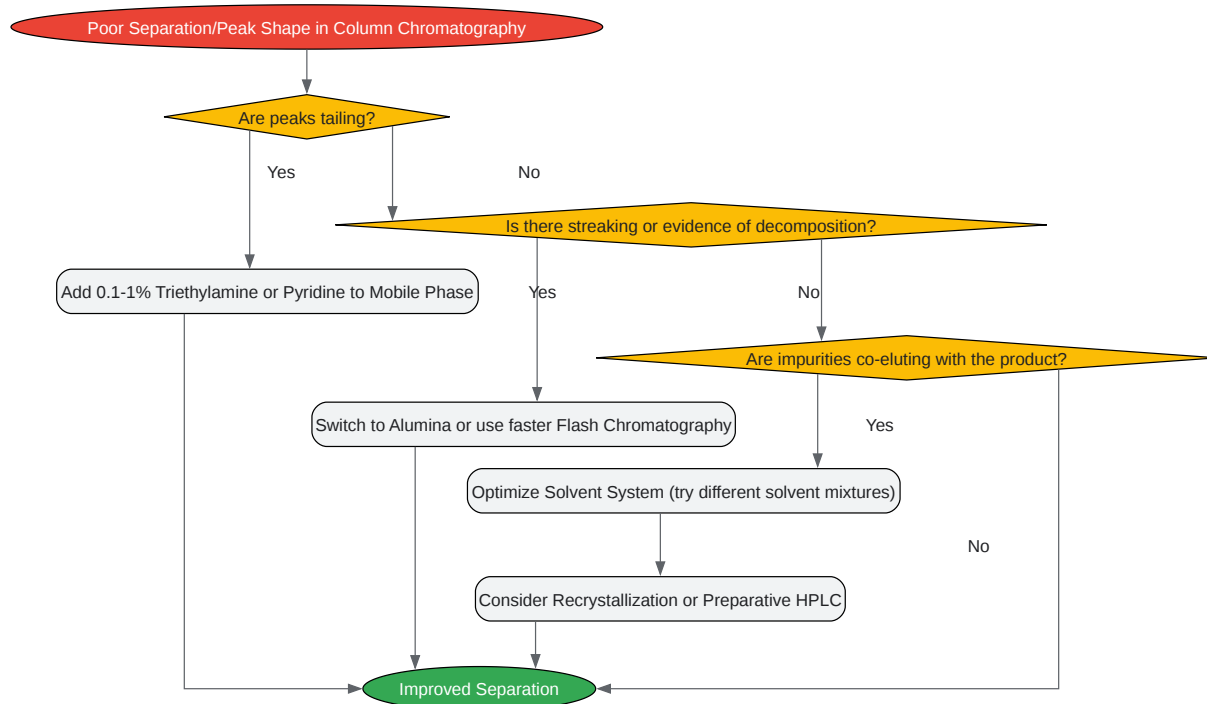 Poor Separation/Peak Shape in Column Chromatography
Are peaks tailing?
Yes
No
Is there streaking or evidence of decomposition?
Add 0.1-1% Triethylamine or Pyridine to Mobile Phase
Yes
No
Are impurities co-eluting with the product?
Switch to Alumina or use faster Flash Chromatography
Yes
Optimize Solvent System (try different solvent mixtures)
No
Consider Recrystallization or Preparative HPLC
Improved Separation